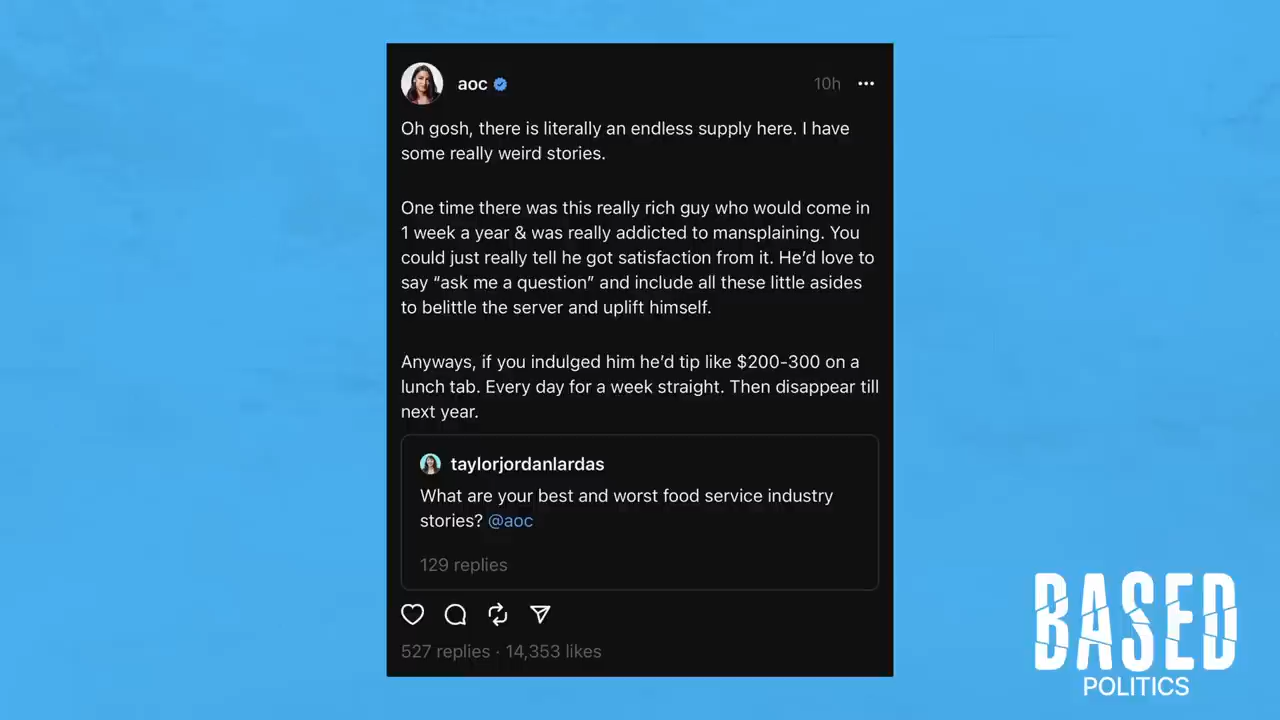 aoc
10h
Oh gosh, there is literally an endless supply here. I have
some really weird stories.
One time there was this really rich guy who would come in
1 week a year & was really addicted to mansplaining. You
could just really tell he got satisfaction from it. He’d love to
say “ask me a question” and include all these little asides
to belittle the server and uplift himself.
Anyways, if you indulged him he’d tip like $200-300 on a
lunch tab. Every day for a week straight. Then disappear till
next year.
taylorjordanlardas
What are your best and worst food service industry
stories? @aoc
129 replies
527 replies · 14,353 likes
BASED
POLITICS